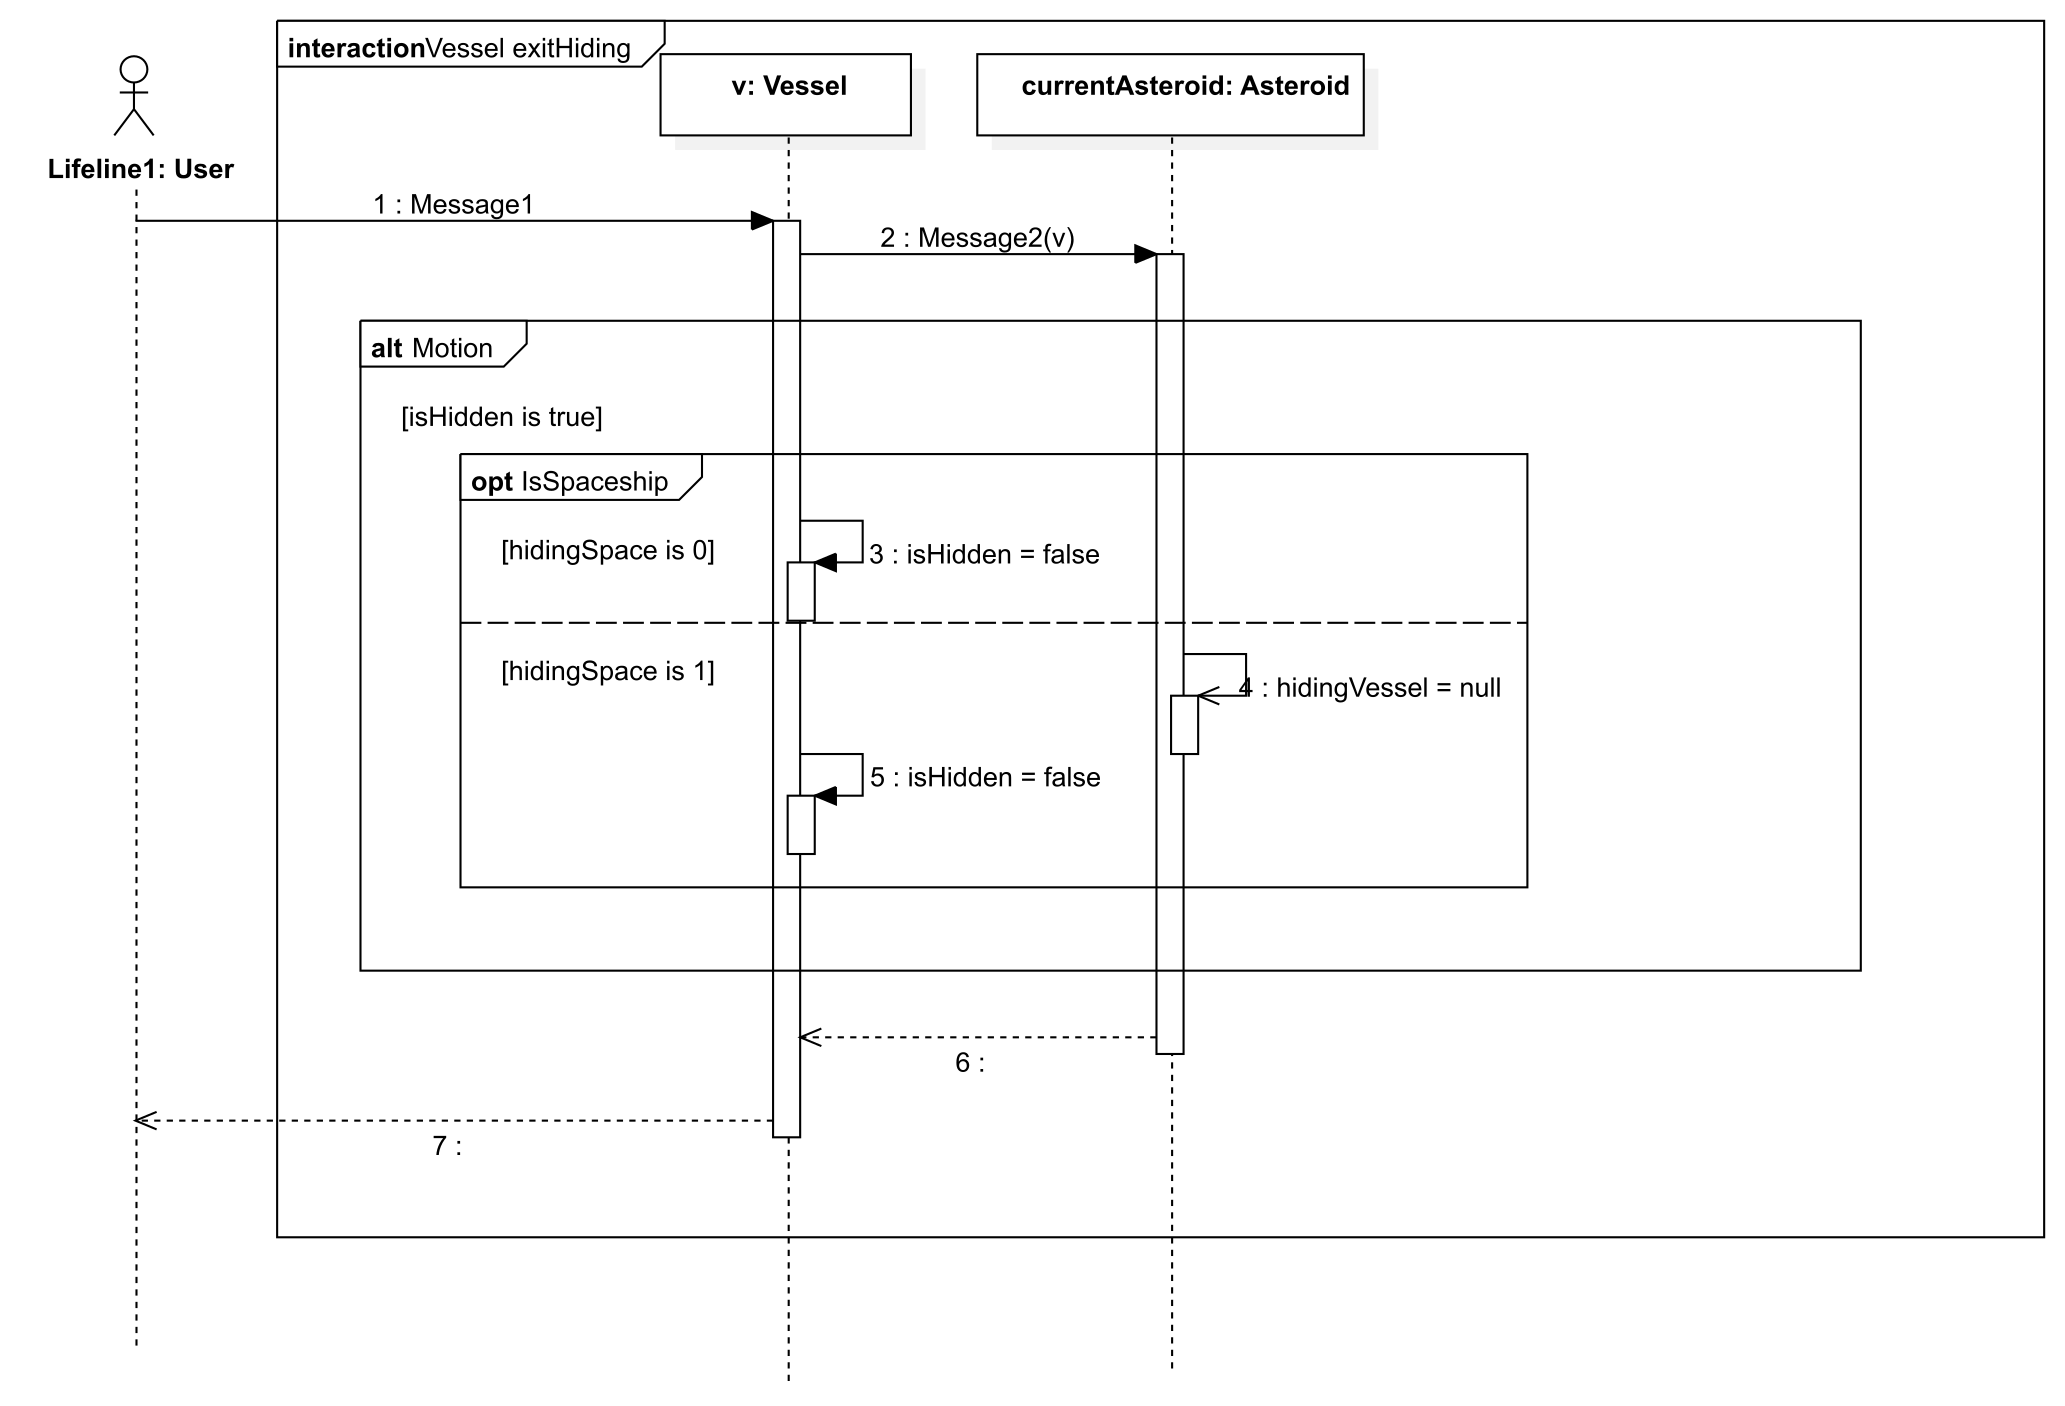 interactionVessel exitHiding
v: Vessel
currentAsteroid: Asteroid
Lifeline1: User
1 : Message1
2 : Message2(v)
alt Motion
[isHidden is true]
opt IsSpaceship
[hidingSpace is 0]
3 : isHidden = false
[hidingSpace is 1]
4 : hidingVessel = null
5 : isHidden = false
6 :
7 :